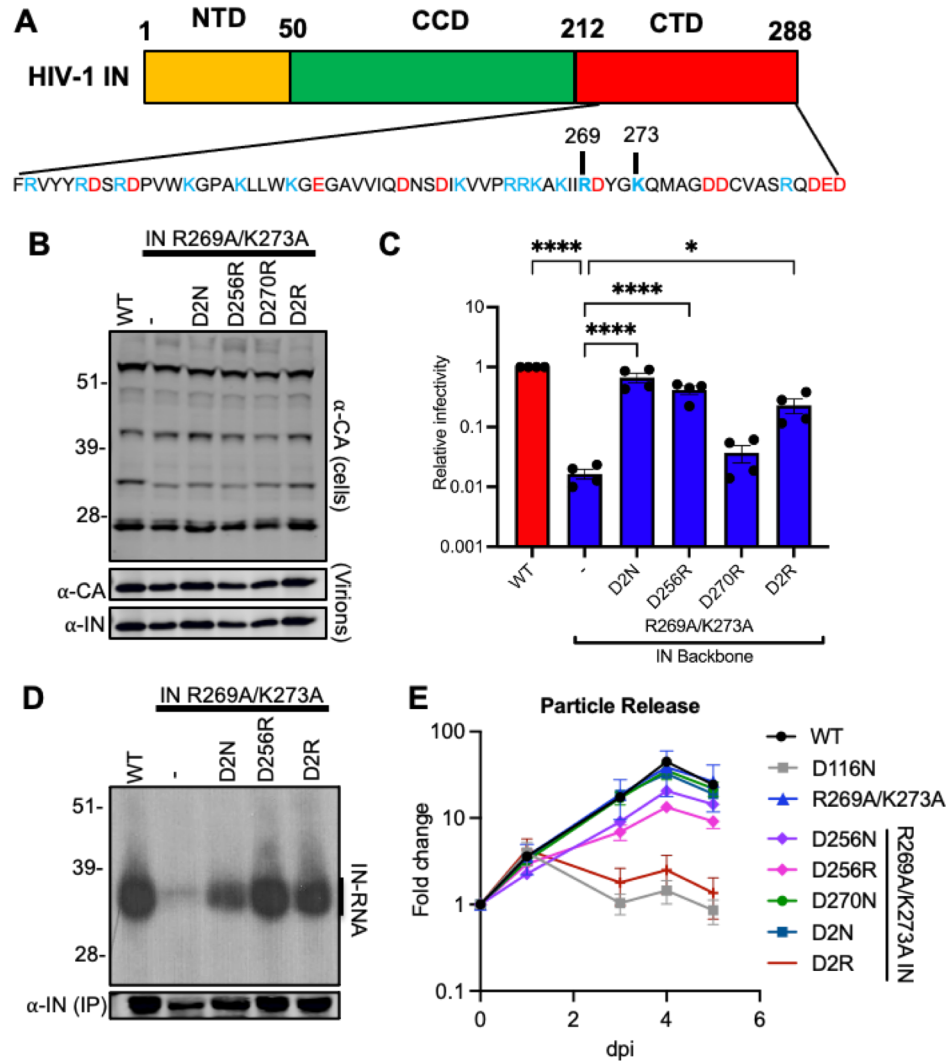 A
NTD
CCD
CTD
1
50
212
288
HIV-1 IN
269
273
FRVYYRDSRDPVWKGPAKLLWKGEGAVVIQDNSDIKVVPRRKAKIIRDYGKQMAGDDCVASRQDED
B
IN R269A/K273A
WT
-
D2N
D256R
D270R
D2R
51-
39-
28-
α-CA (cells)
α-CA
α-IN
(Virions)
C
****
*
****
****
Relative infectivity
10
1
0.1
0.01
0.001
WT
-
D2N
D256R
D270R
D2R
R269A/K273A
IN Backbone
D
IN R269A/K273A
WT
-
D2N
D256R
D2R
51-
39-
28-
IN-RNA
α-IN (IP)
E
Particle Release
Fold change
100
10
1
0.1
0
2
4
6
dpi
WT
D116N
R269A/K273A
D256N
D256R
D270N
D2N
D2R
R269A/K273A IN